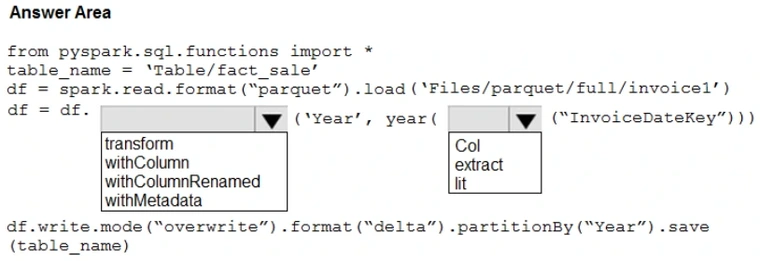 Answer Area
from pyspark.sql.functions import *
table_name = ‘Table/fact_sale’
df = spark.read.format(“parquet”).load(‘Files/parquet/full/invoice1’)
df = df. (‘Year’, year( (“InvoiceDateKey”)))
transform
withColumn
withColumnRenamed
withMetadata
Col
extract
lit
df.write.mode(“overwrite”).format(“delta”).partitionBy(“Year”).save
(table_name)